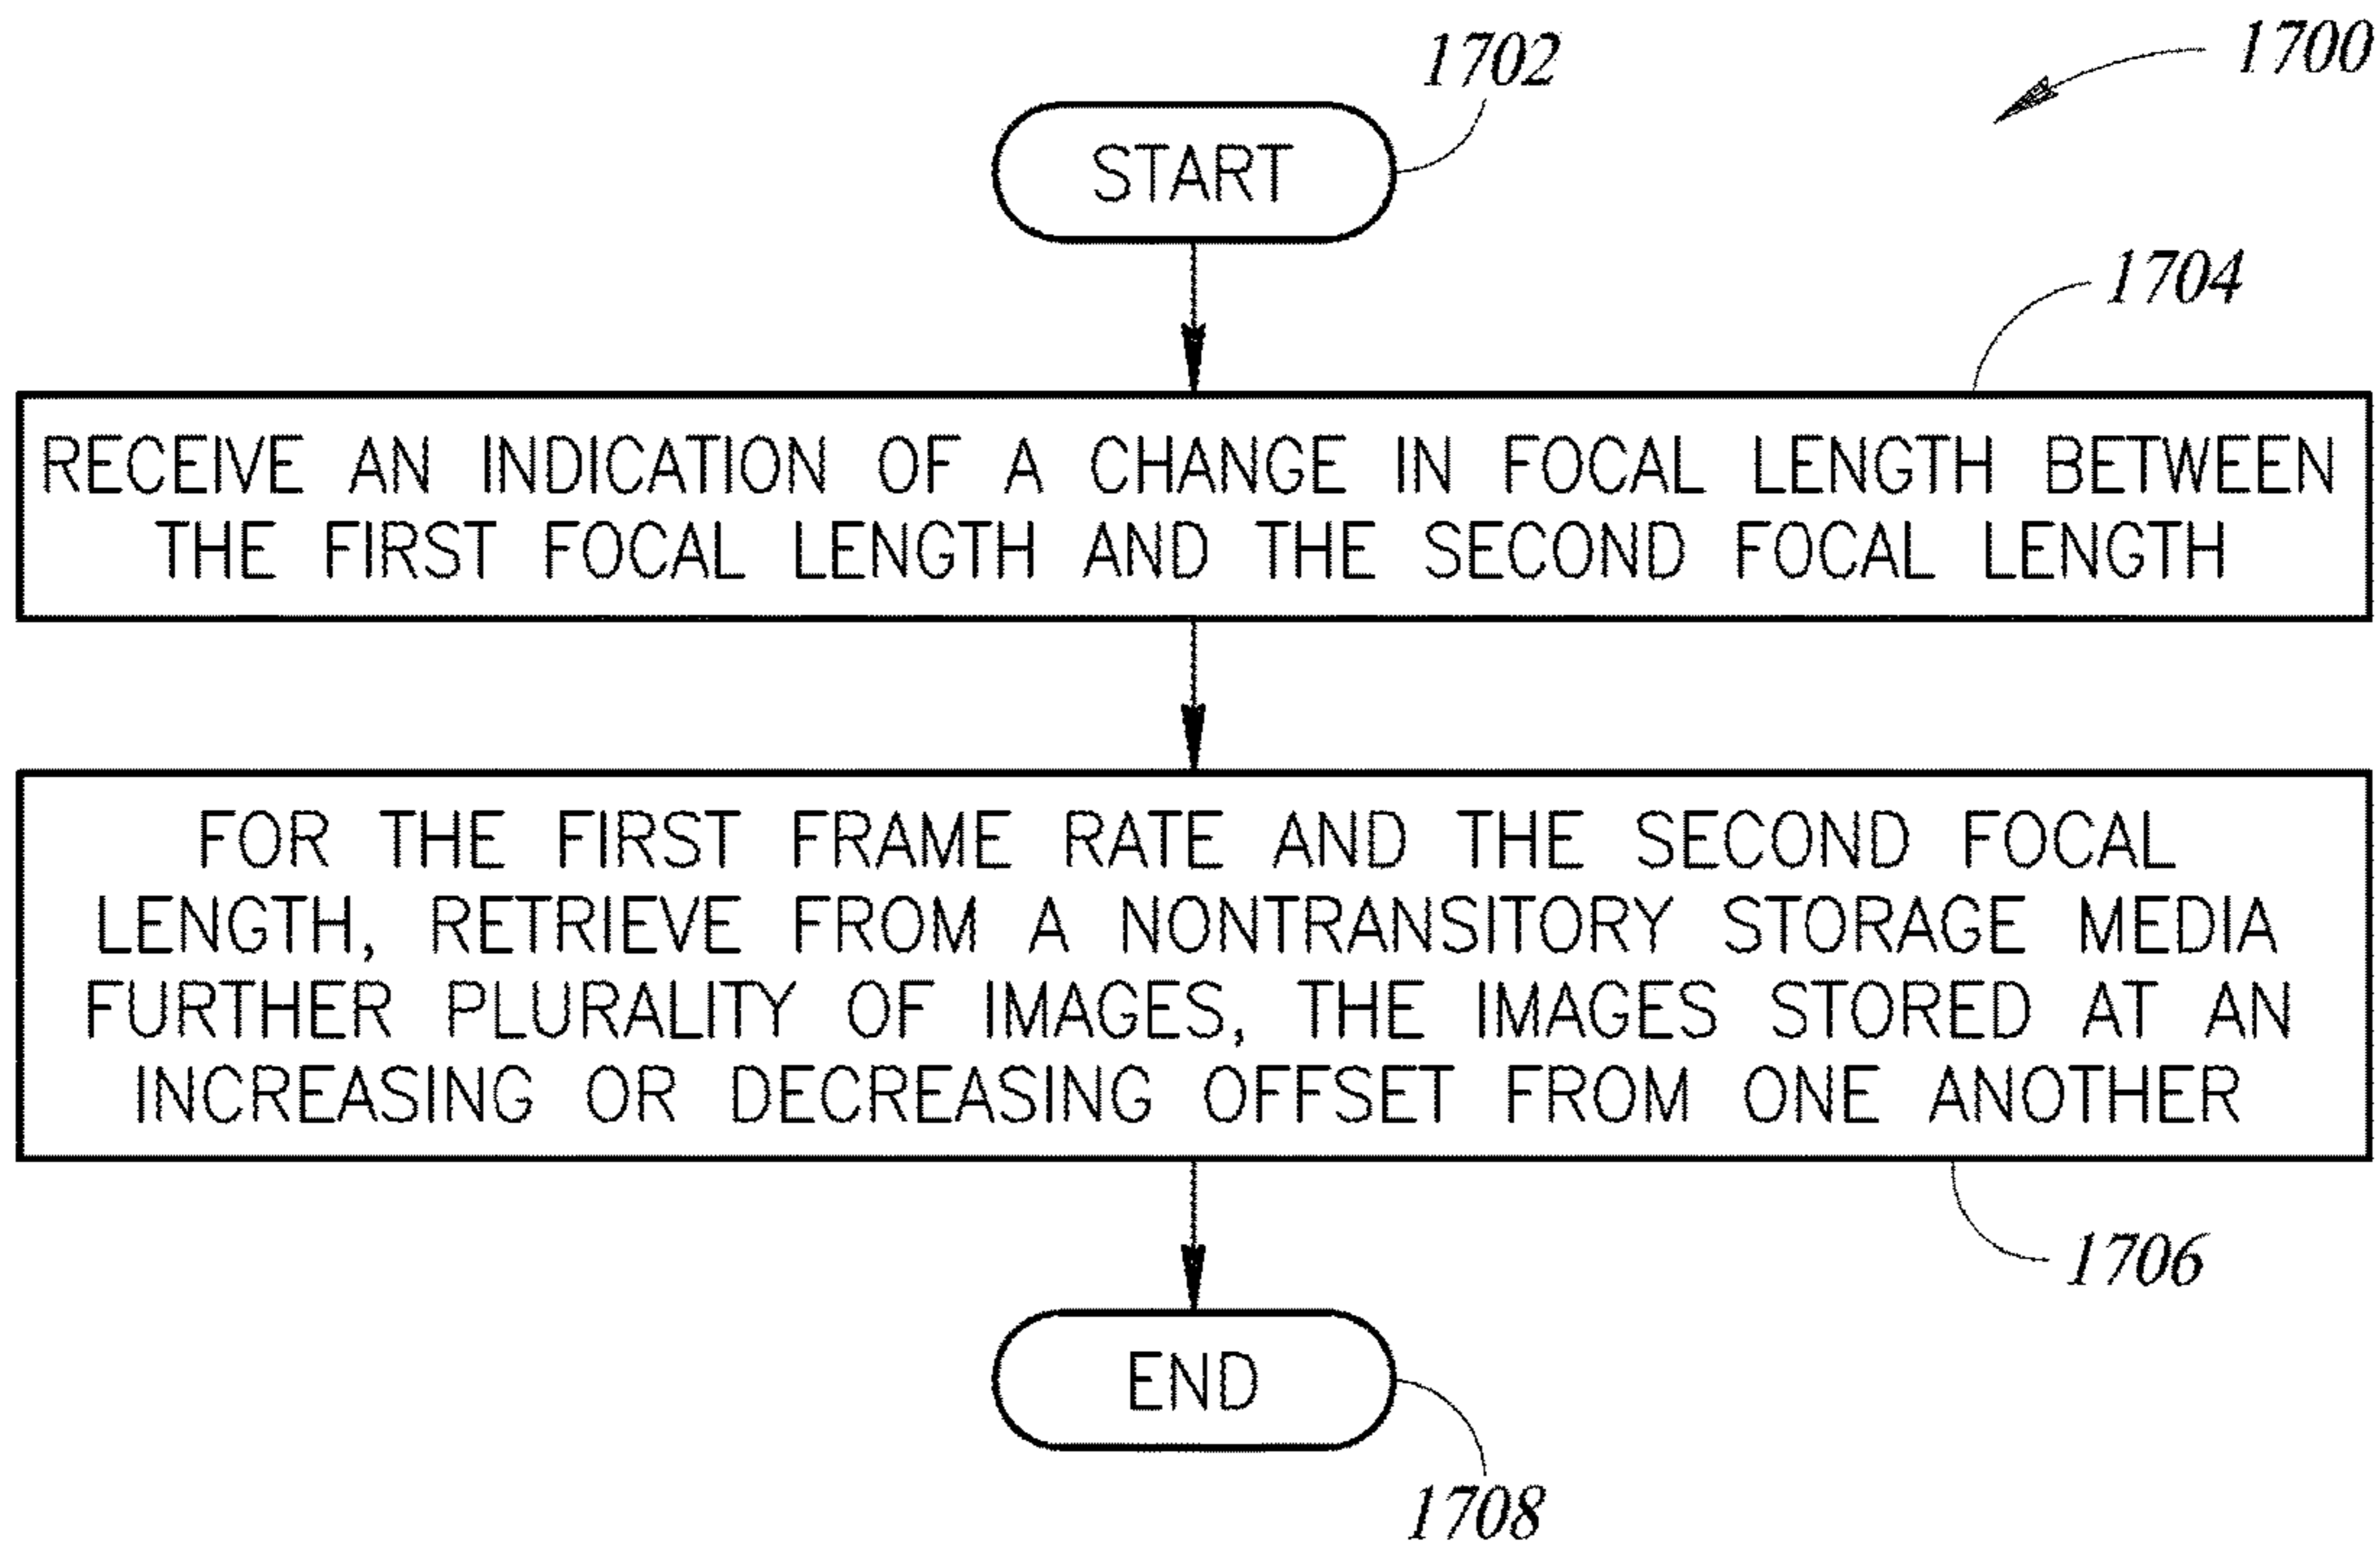 1700
1702
START
1704
RECEIVE AN INDICATION OF A CHANGE IN FOCAL LENGTH BETWEEN
THE FIRST FOCAL LENGTH AND THE SECOND FOCAL LENGTH
FOR THE FIRST FRAME RATE AND THE SECOND FOCAL
LENGTH, RETRIEVE FROM A NONTRANSITORY STORAGE MEDIA
FURTHER PLURALITY OF IMAGES, THE IMAGES STORED AT AN
INCREASING OR DECREASING OFFSET FROM ONE ANOTHER
1706
END
1708